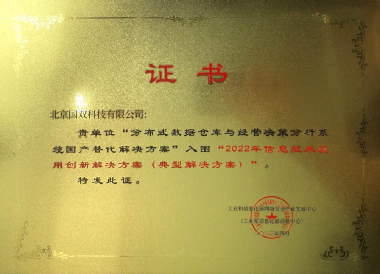 证书
北京国双科技有限公司:
贵单位“分布式数据仓库与经营决策分析系
统国产替代解决方案”入围“2022年信息技术应
用创新解决方案（典型解决方案）”。
特发此证。